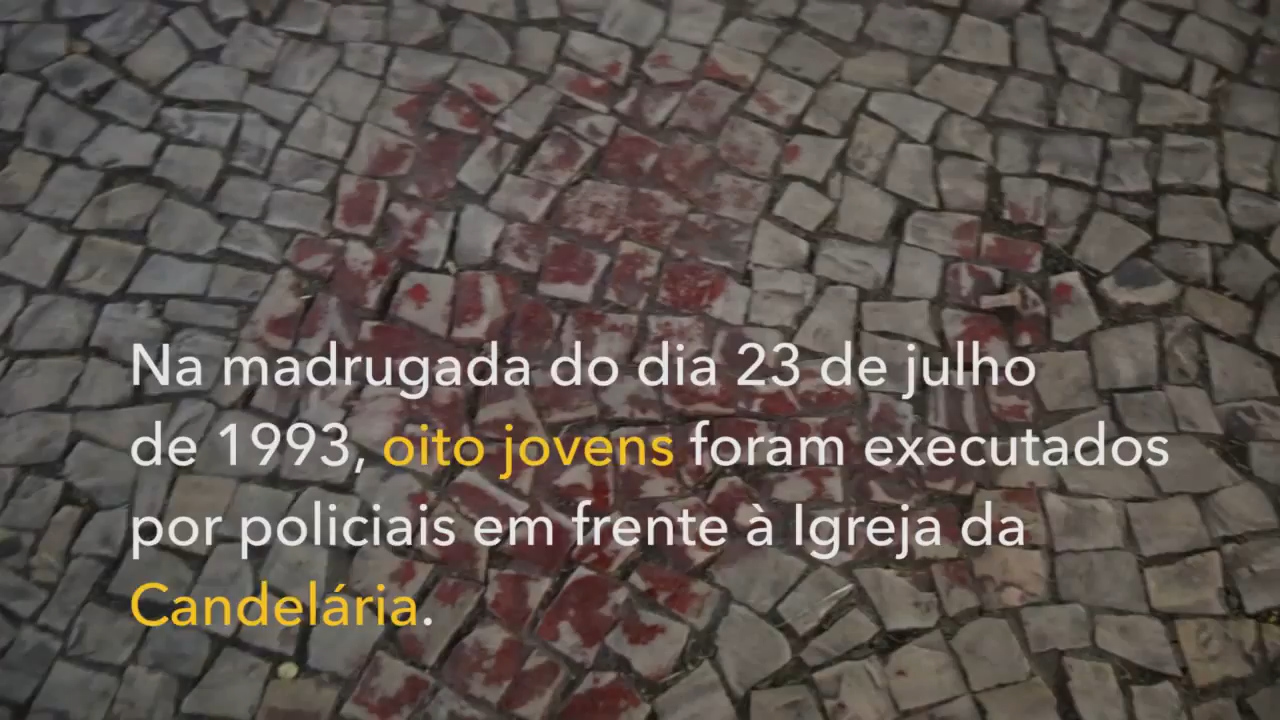 Na madrugada do dia 23 de julho
de 1993, oito jovens foram executados
por policiais em frente à Igreja da
Candelária.